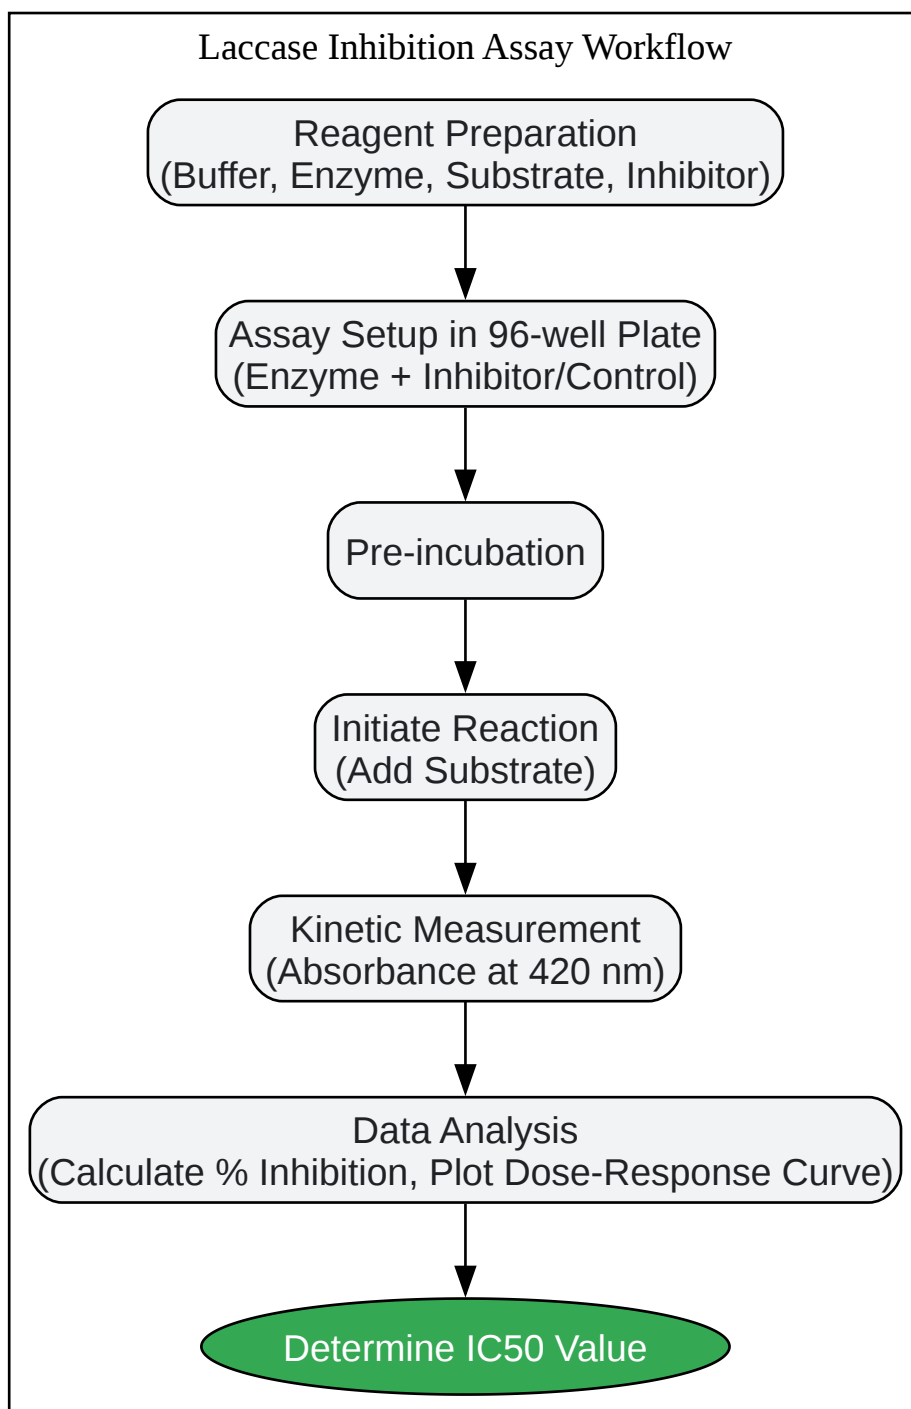 Laccase Inhibition Assay Workflow
Reagent Preparation
(Buffer, Enzyme, Substrate, Inhibitor)
Assay Setup in 96-well Plate
(Enzyme + Inhibitor/Control)
Pre-incubation
Initiate Reaction
(Add Substrate)
Kinetic Measurement
(Absorbance at 420 nm)
Data Analysis
(Calculate % Inhibition, Plot Dose-Response Curve)
Determine IC50 Value